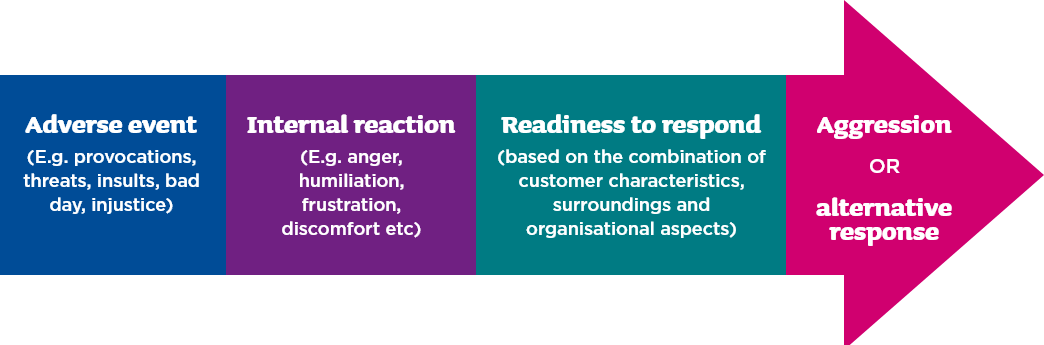 Adverse event
(E.g. provocations,
threats, insults, bad
day, injustice)
Internal reaction
(E.g. anger,
humiliation,
frustration,
discomfort etc)
Readiness to respond
(based on the combination of
customer characteristics,
surroundings and
organisational aspects)
Aggression
OR
alternative
response